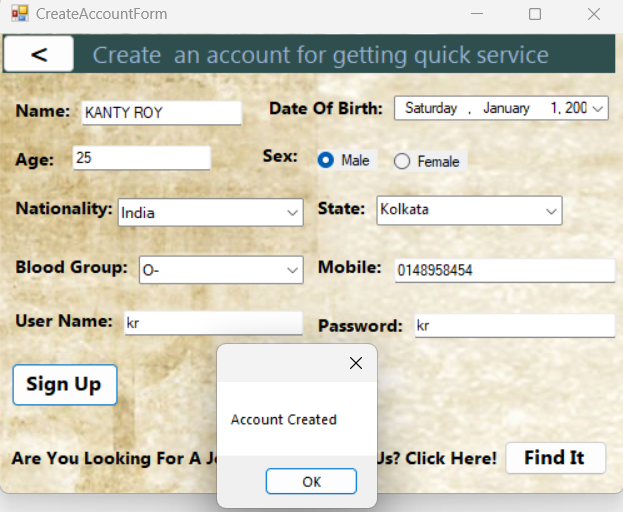 CreateAccountForm
< Create an account for getting quick service
Name: KANTY ROY Date Of Birth: Saturday , January 1, 200
Age: 25 Sex: Male Female
Nationality: India State: Kolkata
Blood Group: O- Mobile: 0148958454
User Name: kr Password: kr
Sign Up
Account Created
OK
Are You Looking For A Us? Click Here! Find It